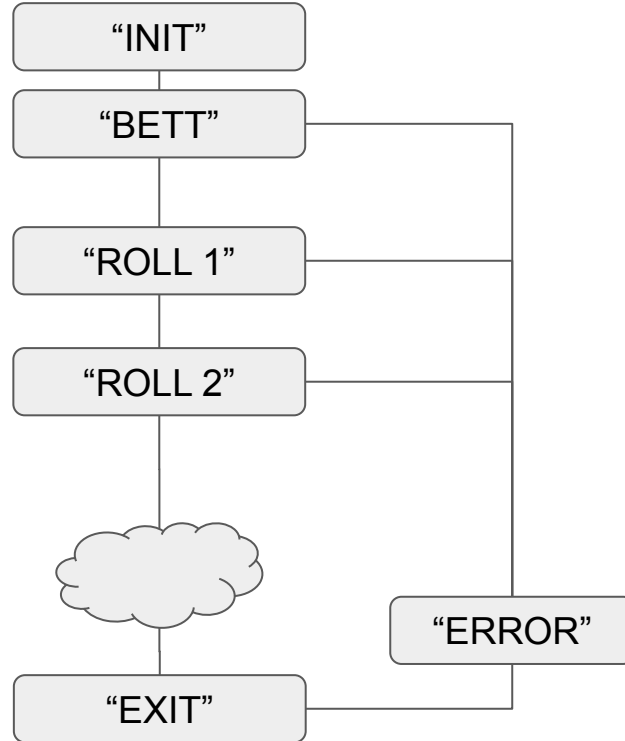 “INIT”
“BETT”
“ROLL 1”
“ROLL 2”
“ERROR”
“EXIT”